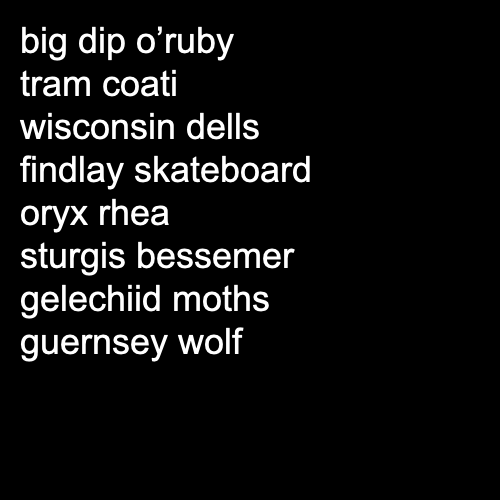 big dip o’ruby
tram coati
wisconsin dells
findlay skateboard
oryx rhea
sturgis bessemer
gelechiid moths
guernsey wolf